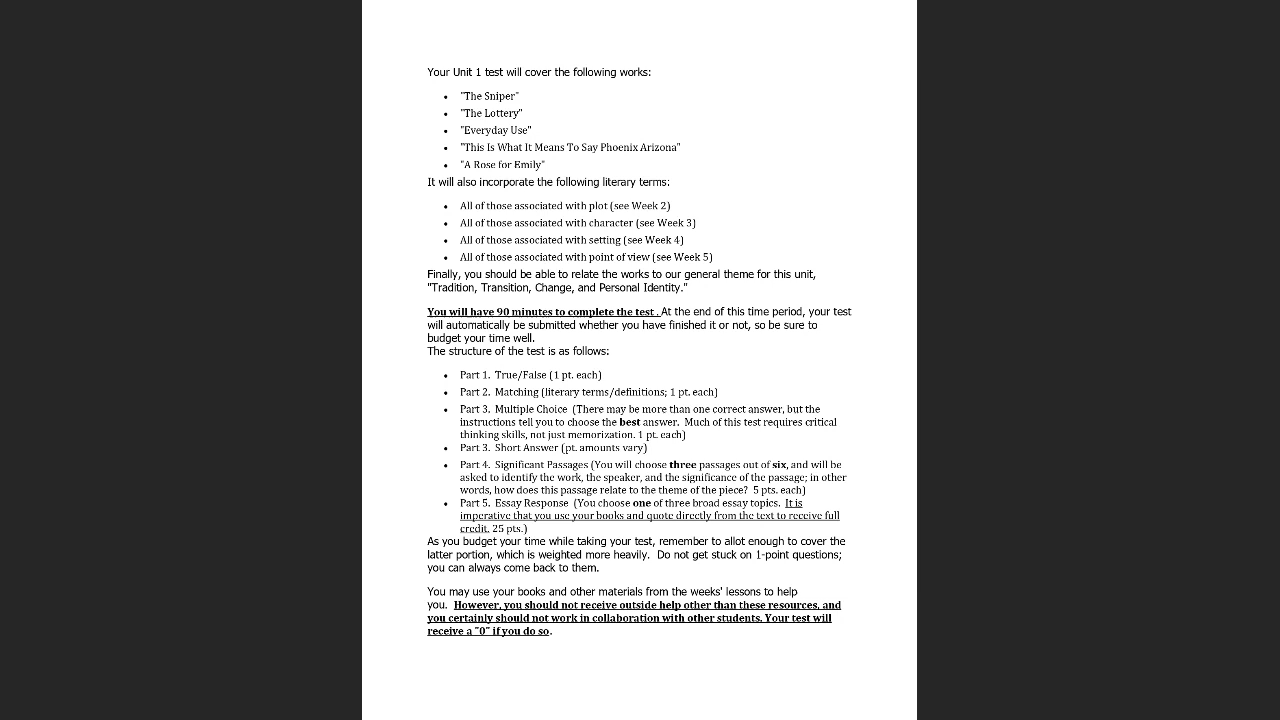 Your Unit 1 test will cover the following works:
• "The Sniper"
• "The Lottery"
• "Everyday Use"
• "This Is What It Means To Say Phoenix Arizona"
• "A Rose for Emily"
It will also incorporate the following literary terms:
• All of those associated with plot (see Week 2)
• All of those associated with character (see Week 3)
• All of those associated with setting (see Week 4)
• All of those associated with point of view (see Week 5)
Finally, you should be able to relate the works to our general theme for this unit,
"Tradition, Transition, Change, and Personal Identity."
You will have 90 minutes to complete the test . At the end of this time period, your test
will automatically be submitted whether you have finished it or not, so be sure to
budget your time well.
The structure of the test is as follows:
• Part 1. True/False (1 pt. each)
• Part 2. Matching (literary terms/definitions; 1 pt. each)
• Part 3. Multiple Choice (There may be more than one correct answer, but the
instructions tell you to choose the best answer. Much of this test requires critical
thinking skills, not just memorization. 1 pt. each)
• Part 3. Short Answer (pt. amounts vary)
• Part 4. Significant Passages (You will choose three passages out of six, and will be
asked to identify the work, the speaker, and the significance of the passage; in other
words, how does this passage relate to the theme of the piece? 5 pts. each)
• Part 5. Essay Response (You choose one of three broad essay topics. It is
imperative that you use your books and quote directly from the text to receive full
credit. 25 pts.)
As you budget your time while taking your test, remember to allot enough to cover the
latter portion, which is weighted more heavily. Do not get stuck on 1-point questions;
you can always come back to them.
You may use your books and other materials from the weeks' lessons to help
you. However, you should not receive outside help other than these resources, and
you certainly should not work in collaboration with other students. Your test will
receive a "0" if you do so.